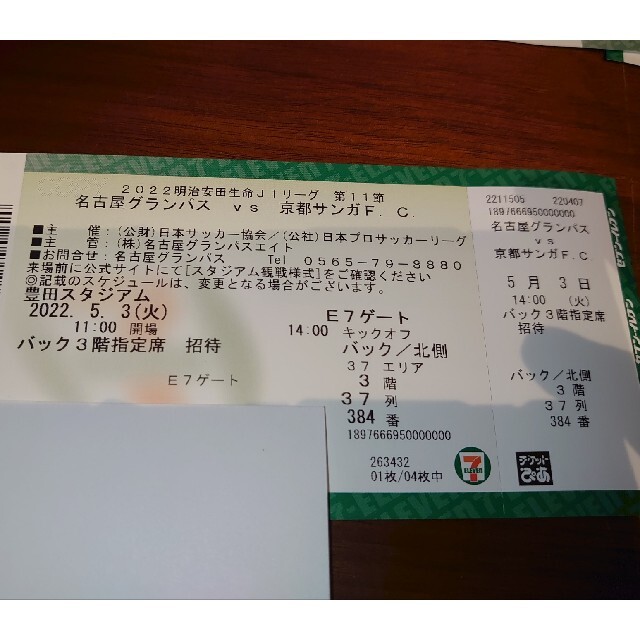 2022明治安田生命J1リーグ 第11節
名古屋グランパス vs 京都サンガF.C.
■主 催:(公財)日本サッカー協会/(公社)日本プロサッカーリーグ
■主 管:(株)名古屋グランパスエイト
■お問合せ:名古屋グランパス Tel 0565-79-8880
来場前に公式サイトにて[スタジアム観戦様式]をご確認ください
◎記載のスケジュールは、変更となる場合がございます。
豊田スタジアム
2022. 5. 3(火)
11:00 開場
バック3階指定席 招待
E7ゲート
E7ゲート
14:00 キックオフ
バック/北側
37 エリア
3 階
37 列
384 番
1897666950000000
263432
01枚/04枚中
7
ELEVEN
チケット
ぴあ
2211505 220407
1897666950000000
名古屋グランパス
vs
京都サンガF.C
5月 3日
14:00 (火)
バック3階指定席
招待
バック/北側
3 階
37 列
384 番